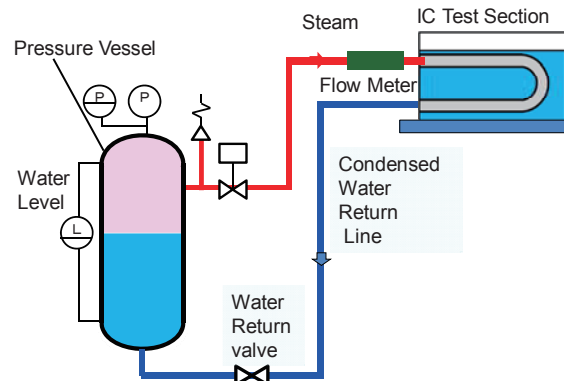 Steam
IC Test Section
Pressure Vessel
P
P
Flow Meter
Water
Level
L
Condensed
Water
Return
Line
Water
Return
valve